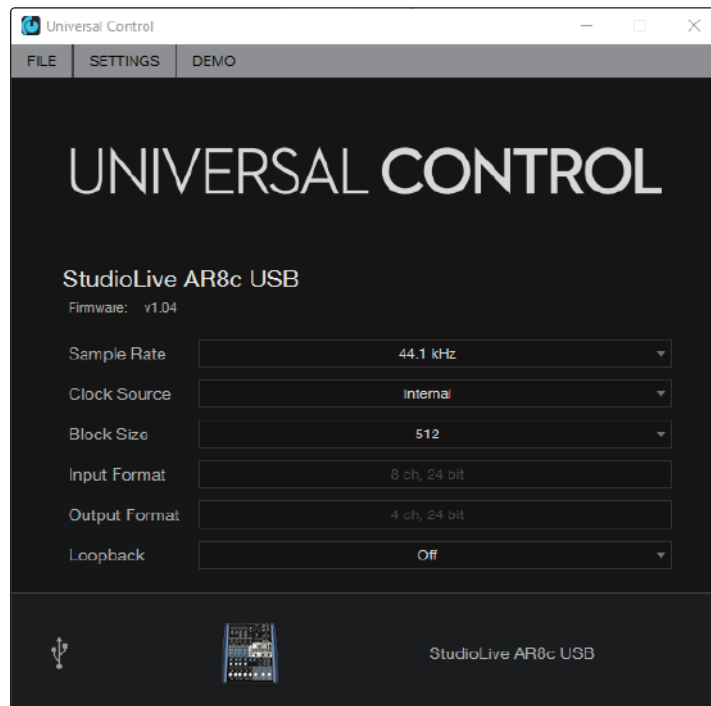 Universal Control
FILE SETTINGS DEMO
UNIVERSAL CONTROL
StudioLive AR8c USB
Firmware: v1.04
Sample Rate 44.1 kHz
Clock Source Internal
Block Size 512
Input Format 8 ch, 24 bit
Output Format 4 ch, 24 bit
Loopback Off
StudioLive AR8c USB